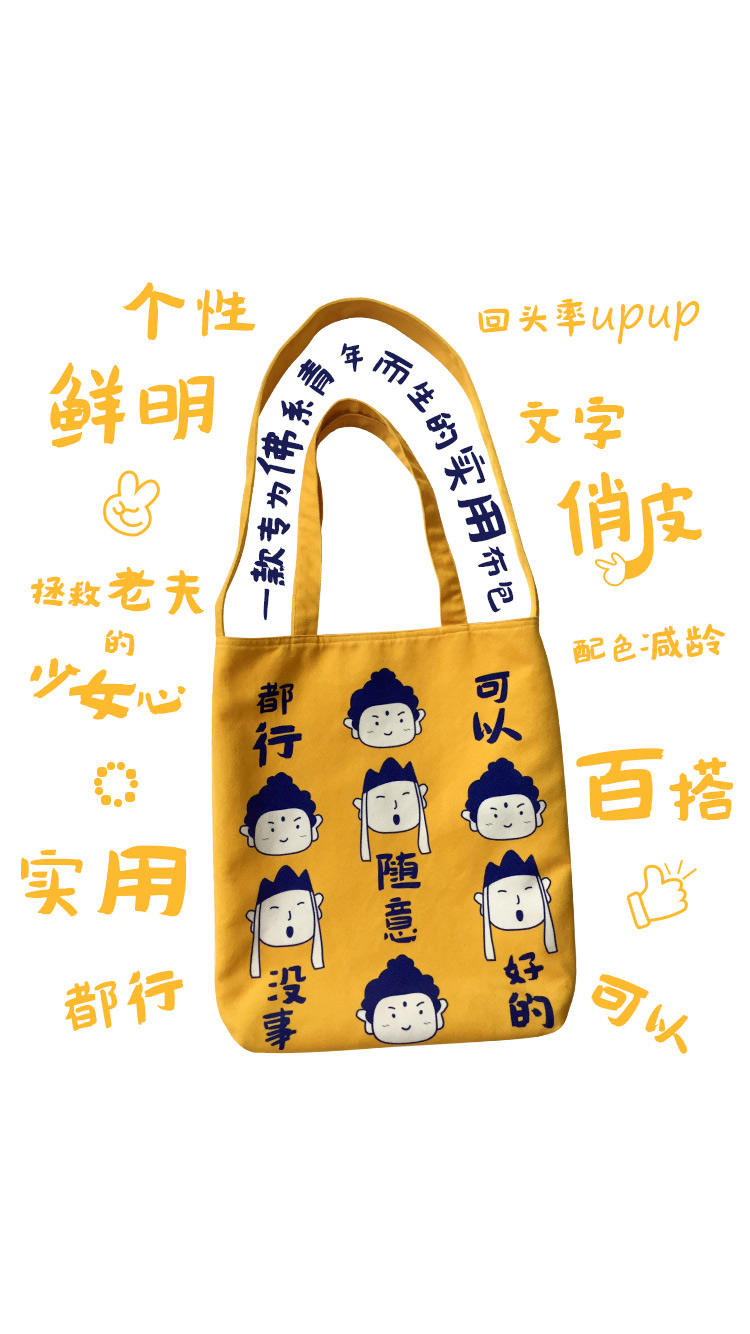 个性
鲜明
拯救老夫
的
少女心
实用
都行
一款专为佛系青年而生的实用布包
都行
可以
随意
没事
好的
回头率upup
文字
俏皮
配色减龄
百搭
可以